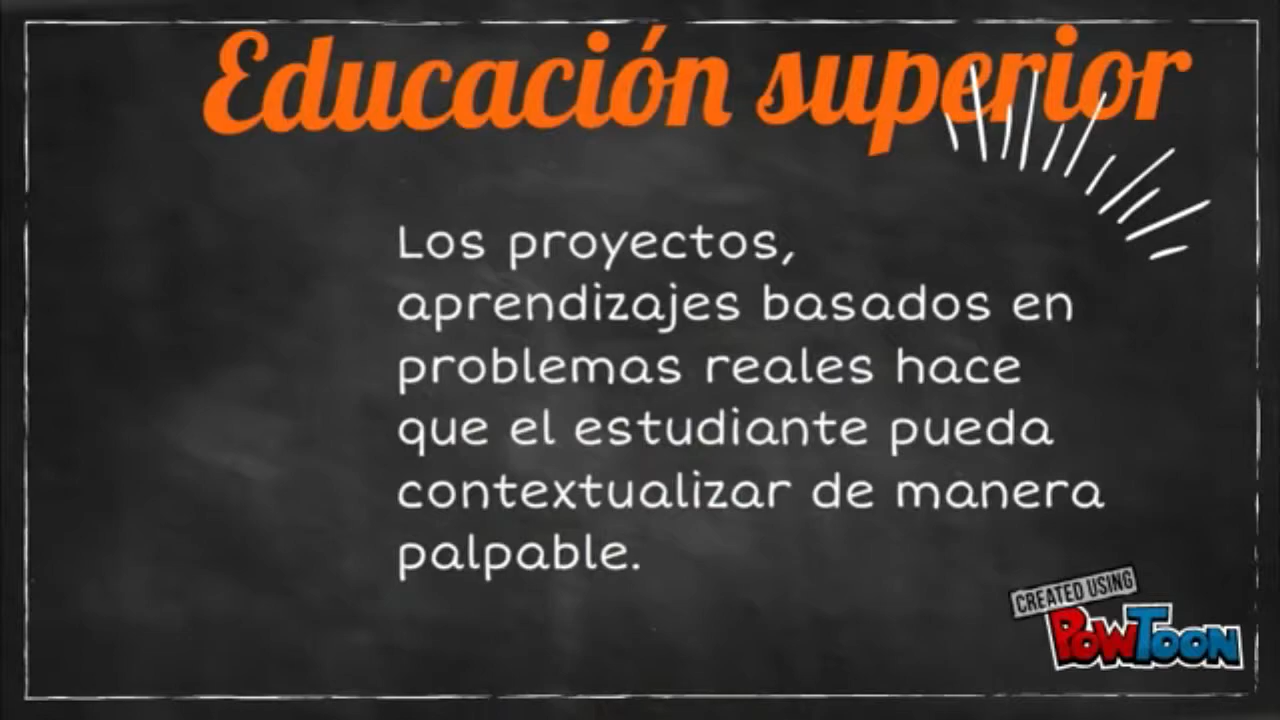 Educación superior
Los proyectos,
aprendizajes basados en
problemas reales hace
que el estudiante pueda
contextualizar de manera
palpable.
CREATED USING
POWTOON